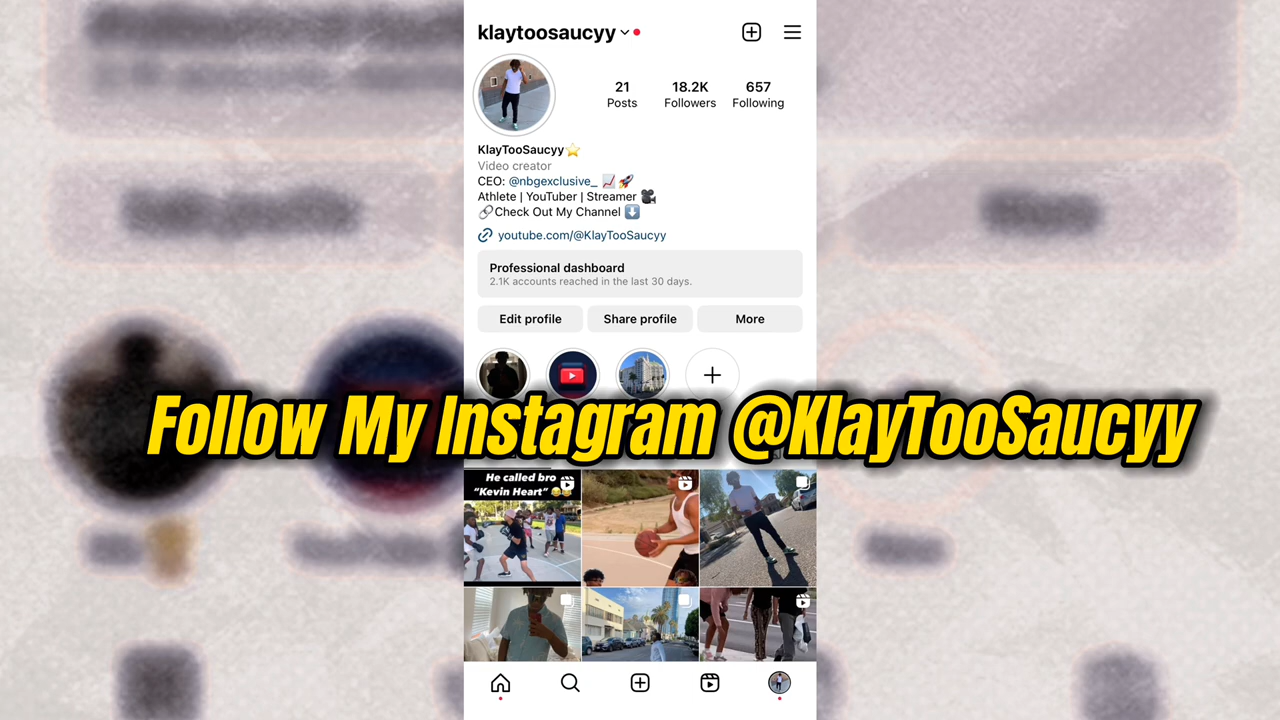 klaytoosaucyy
21 18.2K 657
Posts Followers Following
KlayTooSaucyy⭐
Video creator
CEO: @nbgexclusive_ 📈🚀
Athlete | YouTuber | Streamer 🎥
🔗Check Out My Channel ⬇️
youtube.com/@KlayTooSaucyy
Professional dashboard
2.1K accounts reached in the last 30 days.
Edit profile Share profile More
Follow My Instagram @KlayTooSaucyy
He called bro
“Kevin Heart” 😂😂